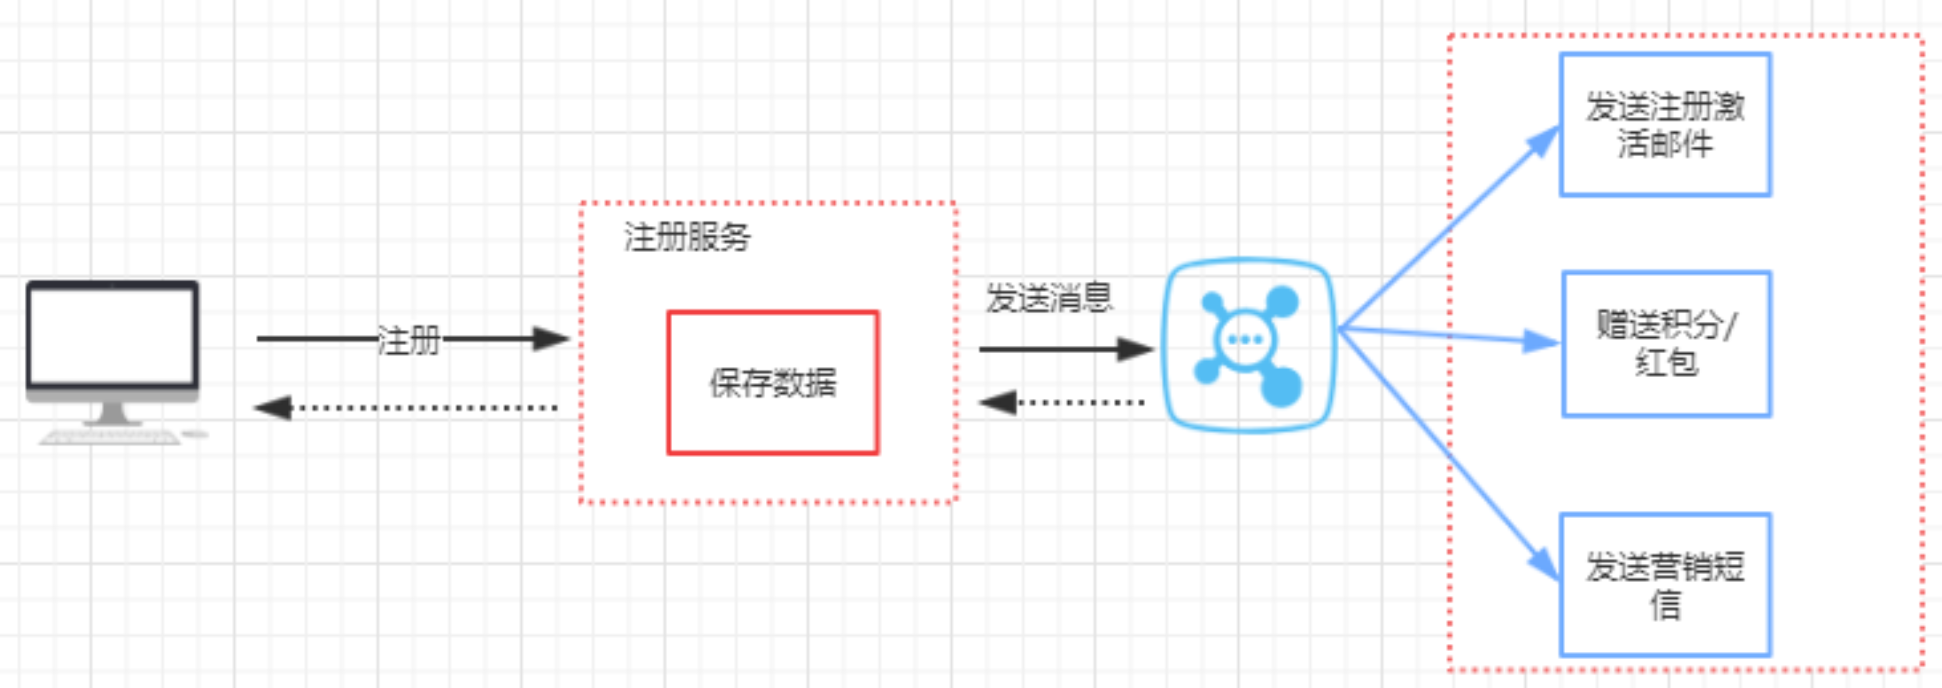 注册
注册服务
保存数据
发送消息
发送注册激
活邮件
赠送积分/
红包
发送营销短
信